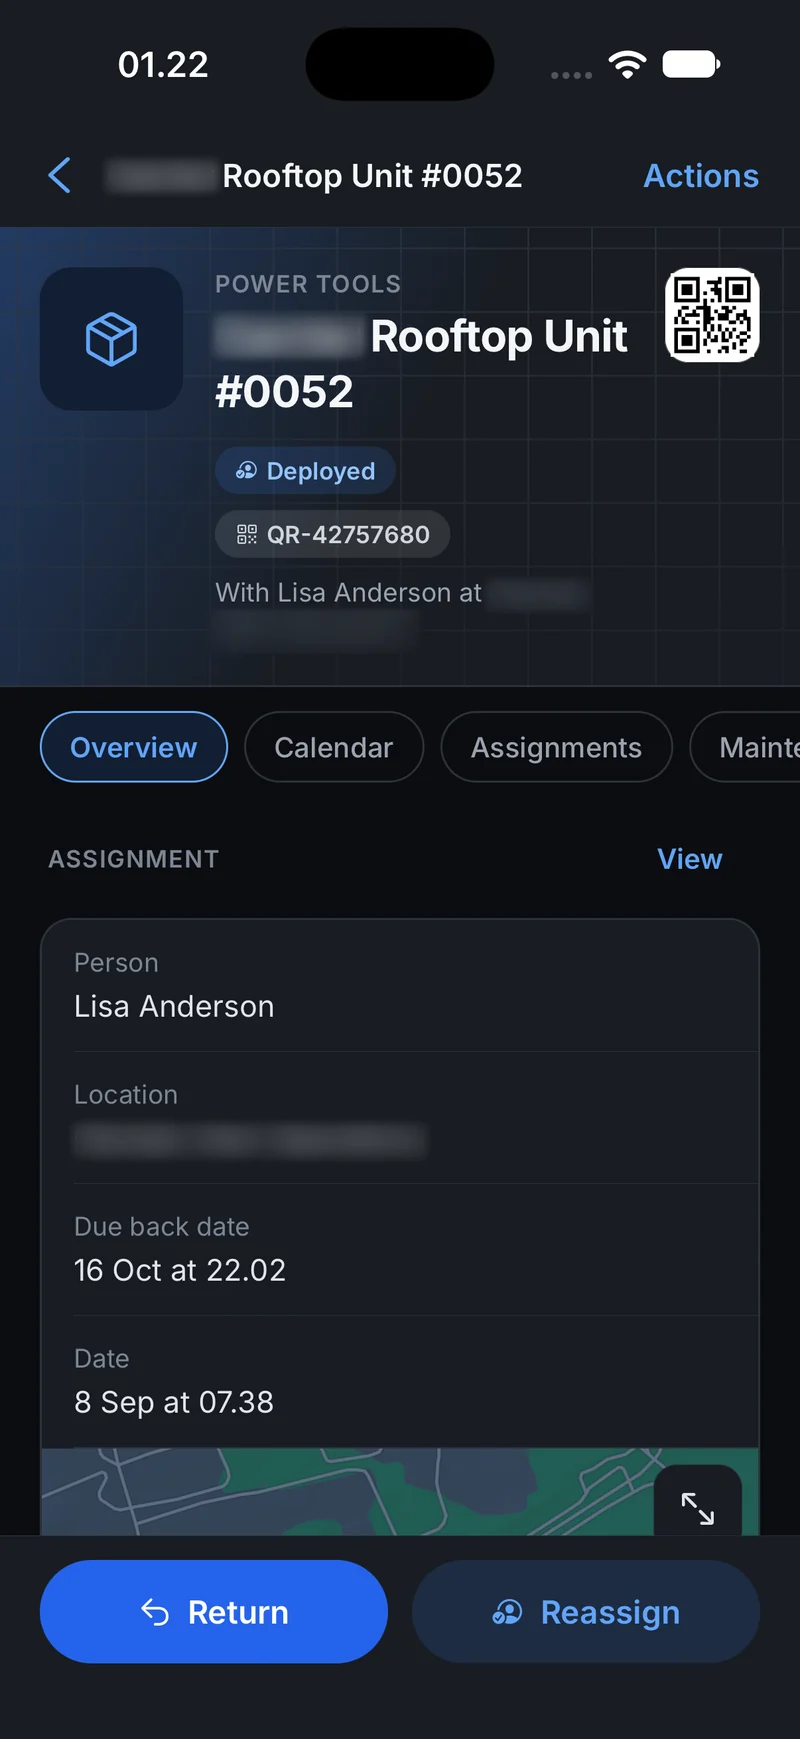 01.22
Rooftop Unit #0052
Actions
POWER TOOLS
Rooftop Unit
#0052
Deployed
QR-42757680
With Lisa Anderson at
Overview
Calendar
Assignments
Mainte
ASSIGNMENT
View
Person
Lisa Anderson
Location
Due back date
16 Oct at 22.02
Date
8 Sep at 07.38
Return
Reassign